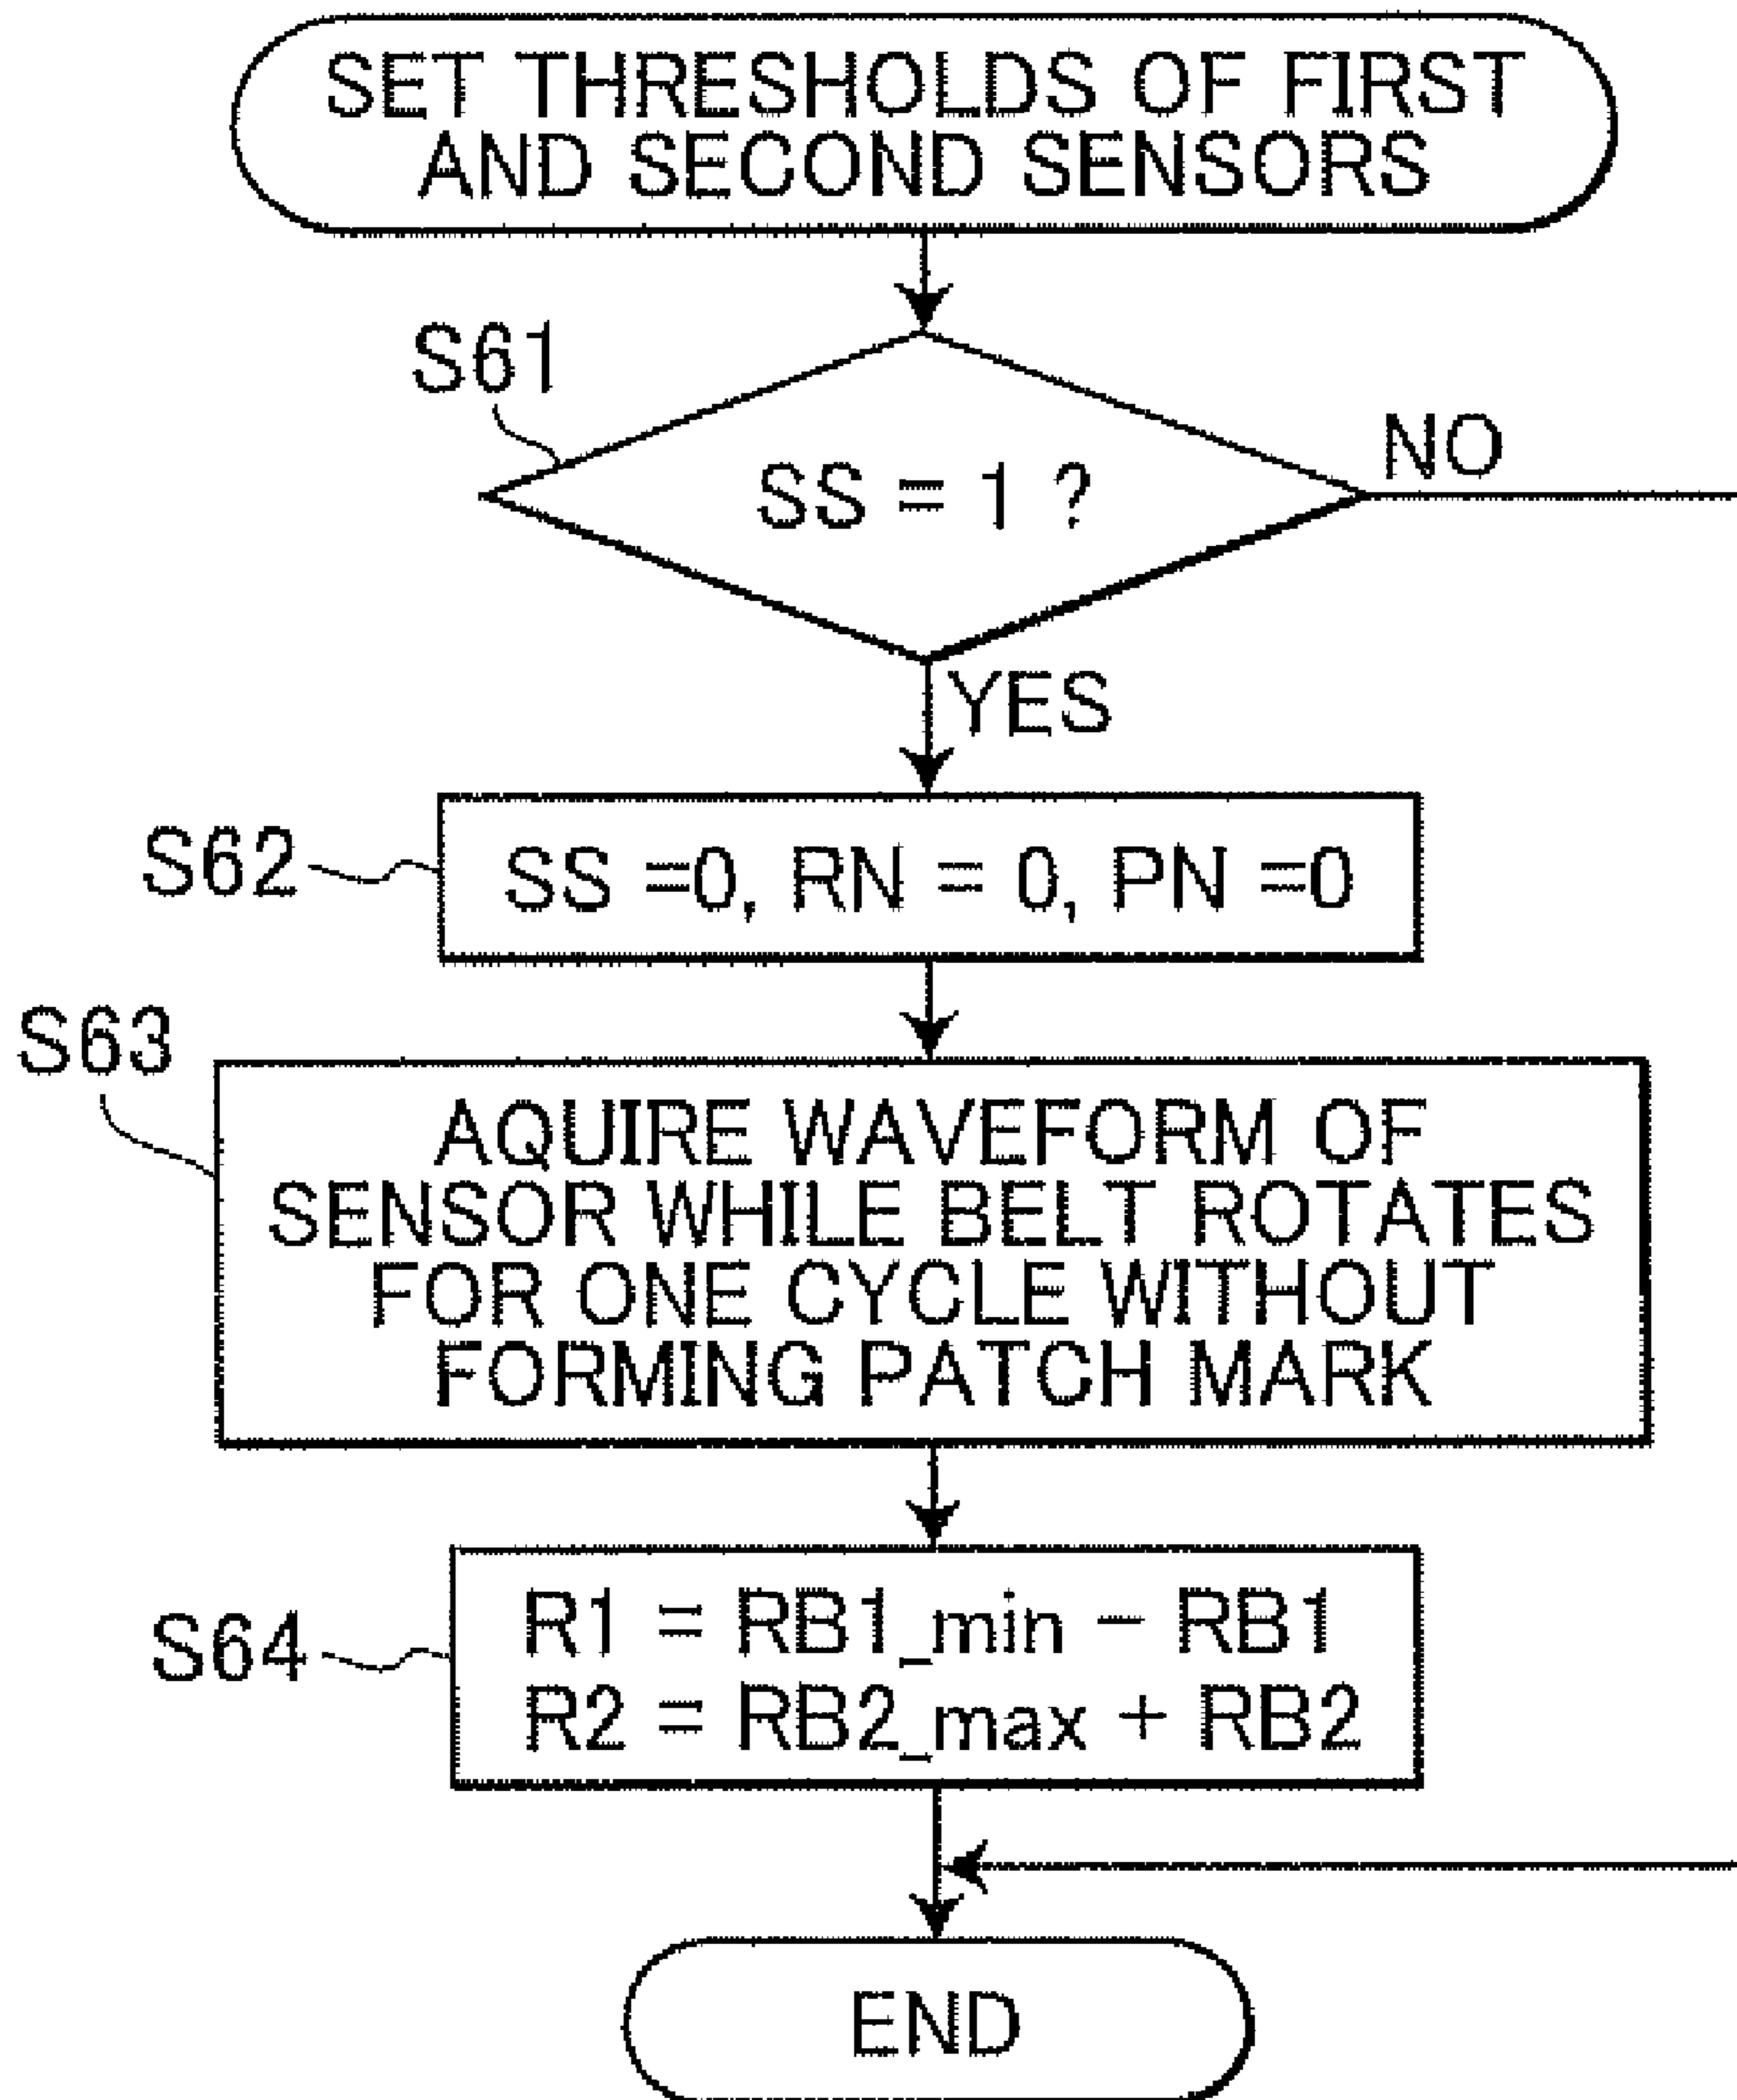 SET THRESHOLDS OF FIRST
AND SECOND SENSORS
S61
SS = 1 ?
NO
YES
S62
SS =0, RN = 0, PN =0
S63
AQUIRE WAVEFORM OF
SENSOR WHILE BELT ROTATES
FOR ONE CYCLE WITHOUT
FORMING PATCH MARK
S64
R1 = RB1_min − RB1
R2 = RB2_max + RB2
END